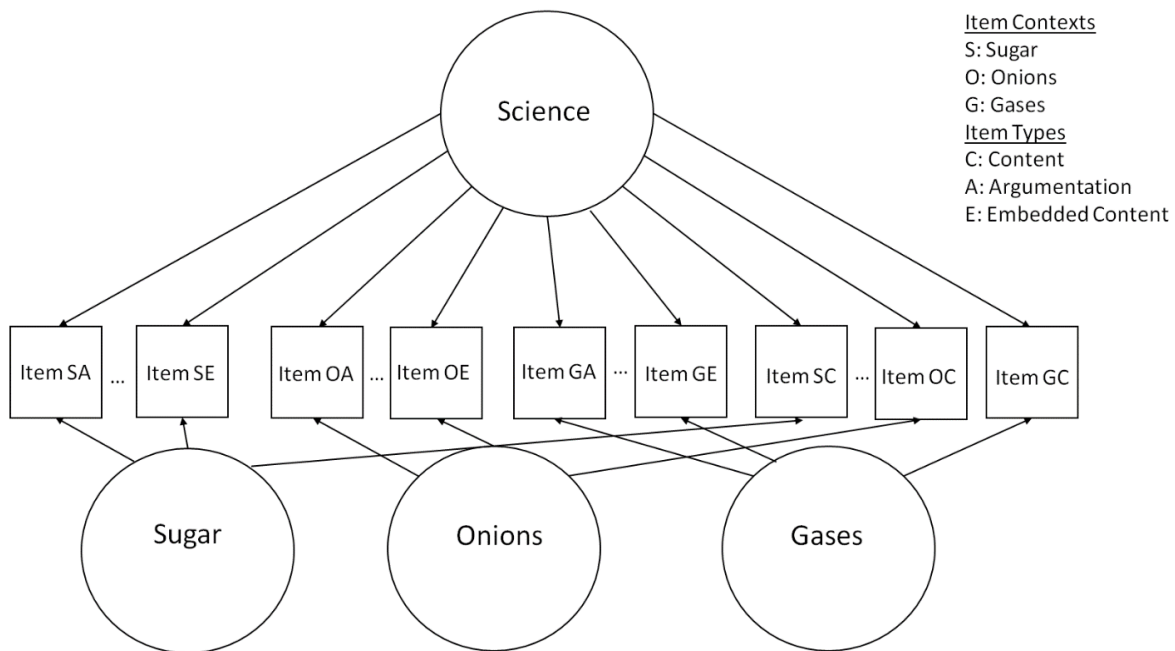 Item Contexts
S: Sugar
O: Onions
G: Gases
Item Types
C: Content
A: Argumentation
E: Embedded Content
Science
Item SA
...
Item SE
Item OA
...
Item OE
Item GA
...
Item GE
Item SC
...
Item OC
Item GC
Sugar
Onions
Gases